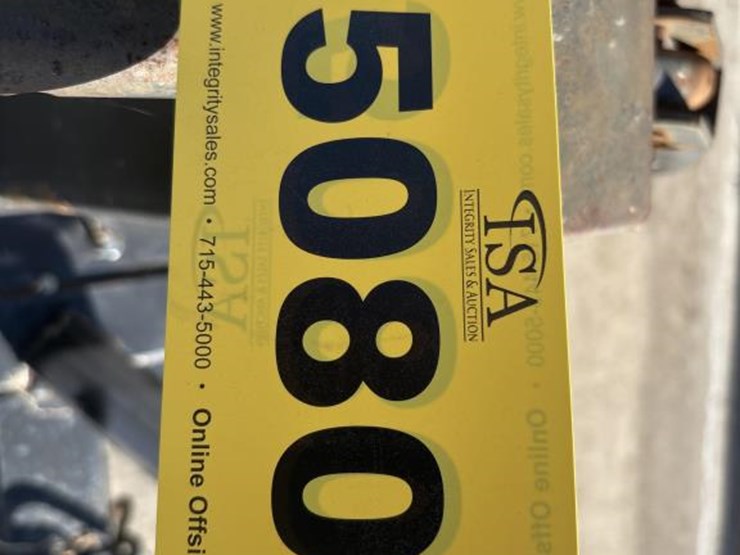 ISA
INTEGRITY SALES & AUCTION
5080
www.integritysales.com • 715-443-5000 • Online Offsi